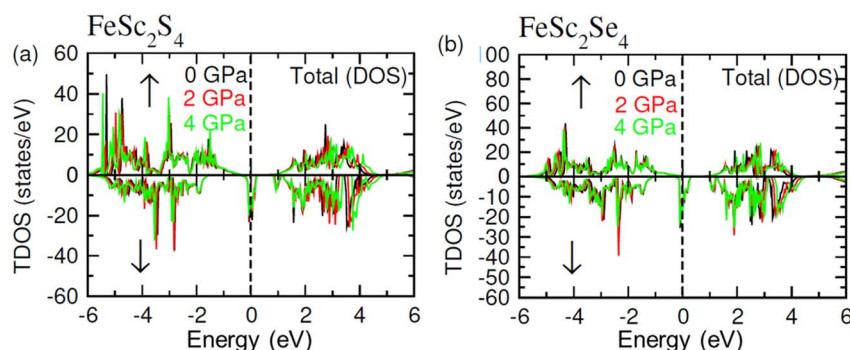 FeSc₂S₄
(a)
TDOS (states/eV)
60
40
20
0
-20
-40
-60
↑
0 GPa
2 GPa
4 GPa
Total (DOS)
↓
-6 -4 -2 0 2 4 6
Energy (eV)
FeSc₂Se₄
(b)
TDOS (states/eV)
00
80
60
40
20
0
-10
-20
-30
-50
-60
↑
0 GPa
2 GPa
4 GPa
Total (DOS)
↓
-6 -4 -2 0 2 4 6
Energy (eV)